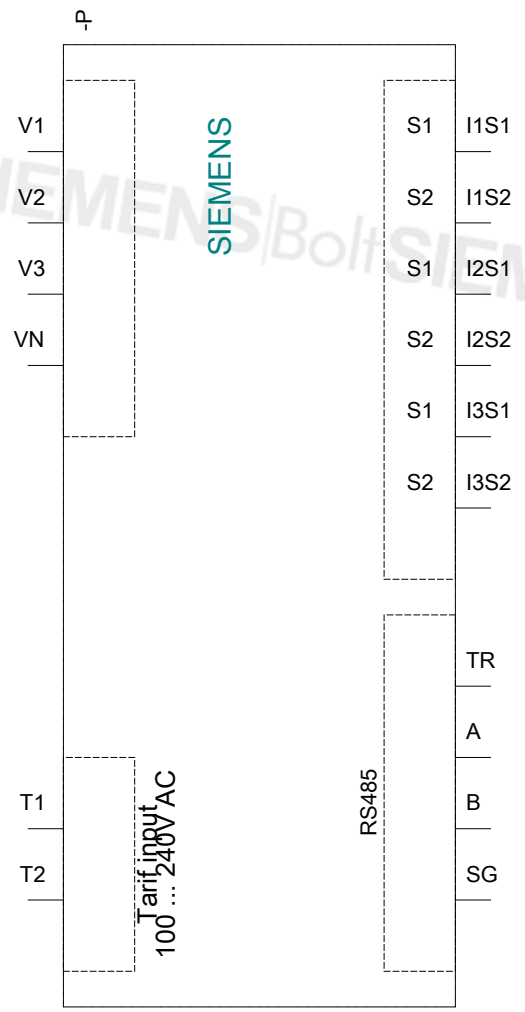 -P
SIEMENS
V1
V2
V3
VN
T1
T2
Tarif input
100 ... 240V AC
S1 I1S1
S2 I1S2
S1 I2S1
S2 I2S2
S1 I3S1
S2 I3S2
RS485
TR
A
B
SG
SIEMENS|BoltSIEM